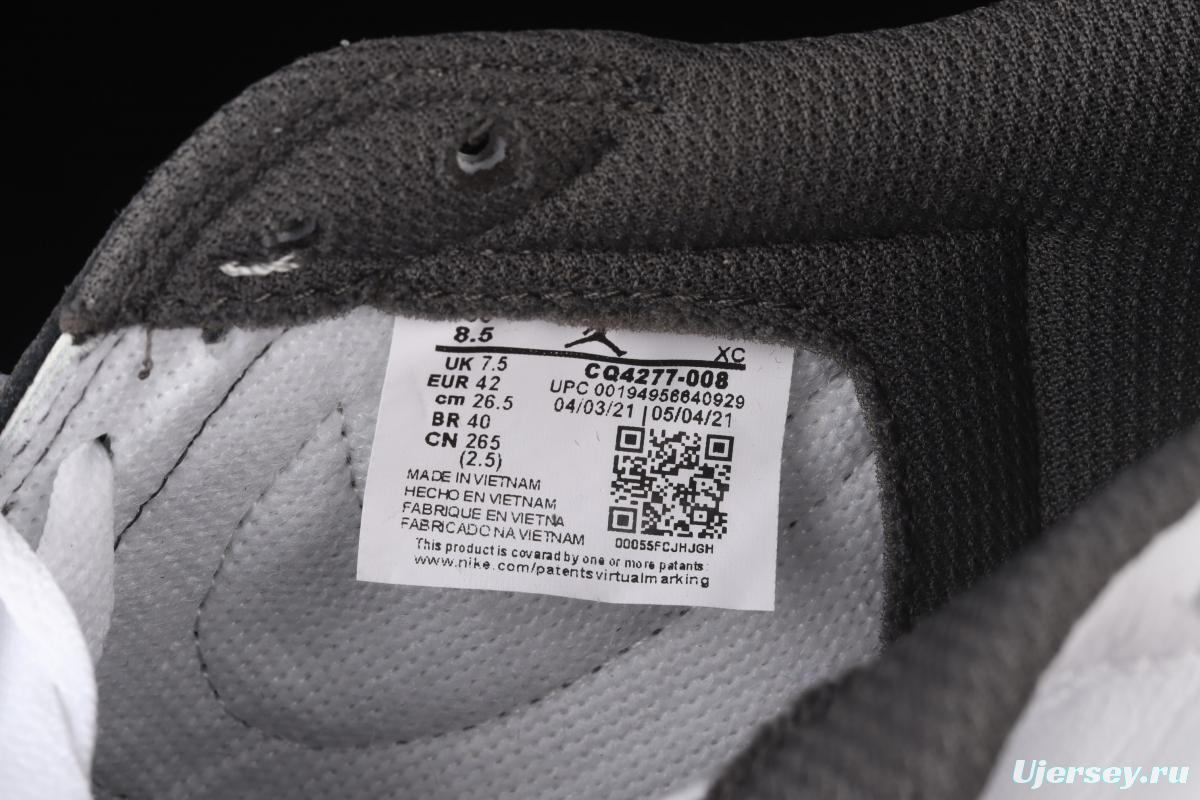 8.5
XC
UK 7.5
EUR 42
cm 26.5
BR 40
CN 265
(2.5)
CQ4277-008
UPC 00194956640929
04/03/21 | 05/04/21
MADE IN VIETNAM
HECHO EN VIETNAM
FABRIQUE EN VIETNA
FABRICADO NA VIETNAM
00055FCJHJGH
This product is covarad by one or more patants:
www.nike.com/patentsvirtualmarking
Ujersey.ru